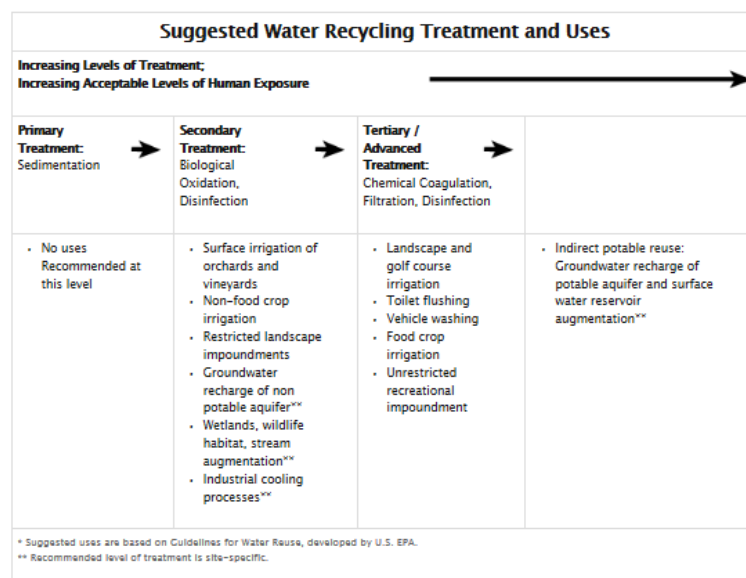 Suggested Water Recycling Treatment and Uses
Increasing Levels of Treatment;
Increasing Acceptable Levels of Human Exposure
Primary
Treatment:
Sedimentation
Secondary
Treatment:
Biological
Oxidation,
Disinfection
Tertiary /
Advanced
Treatment:
Chemical Coagulation,
Filtration, Disinfection
• No uses
Recommended at
this level
• Surface irrigation of
orchards and
vineyards
• Non-food crop
irrigation
• Restricted landscape
impoundments
• Groundwater
recharge of non
potable aquifer**
• Wetlands, wildlife
habitat, stream
augmentation**
• Industrial cooling
processes**
• Landscape and
golf course
irrigation
• Toilet flushing
• Vehicle washing
• Food crop
irrigation
• Unrestricted
recreational
impoundment
• Indirect potable reuse:
Groundwater recharge of
potable aquifer and surface
water reservoir
augmentation**
* Suggested uses are based on Guidelines for Water Reuse, developed by U.S. EPA.
** Recommended level of treatment is site-specific.